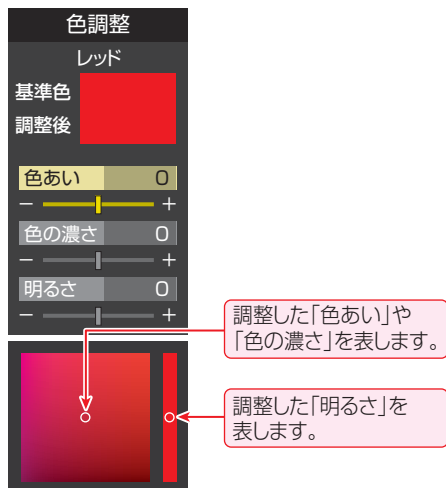 色調整
レッド
基準色
調整後
色あい 0
− +
色の濃さ 0
− +
明るさ 0
− +
調整した「色あい」や
「色の濃さ」を表します。
調整した「明るさ」を
表します。